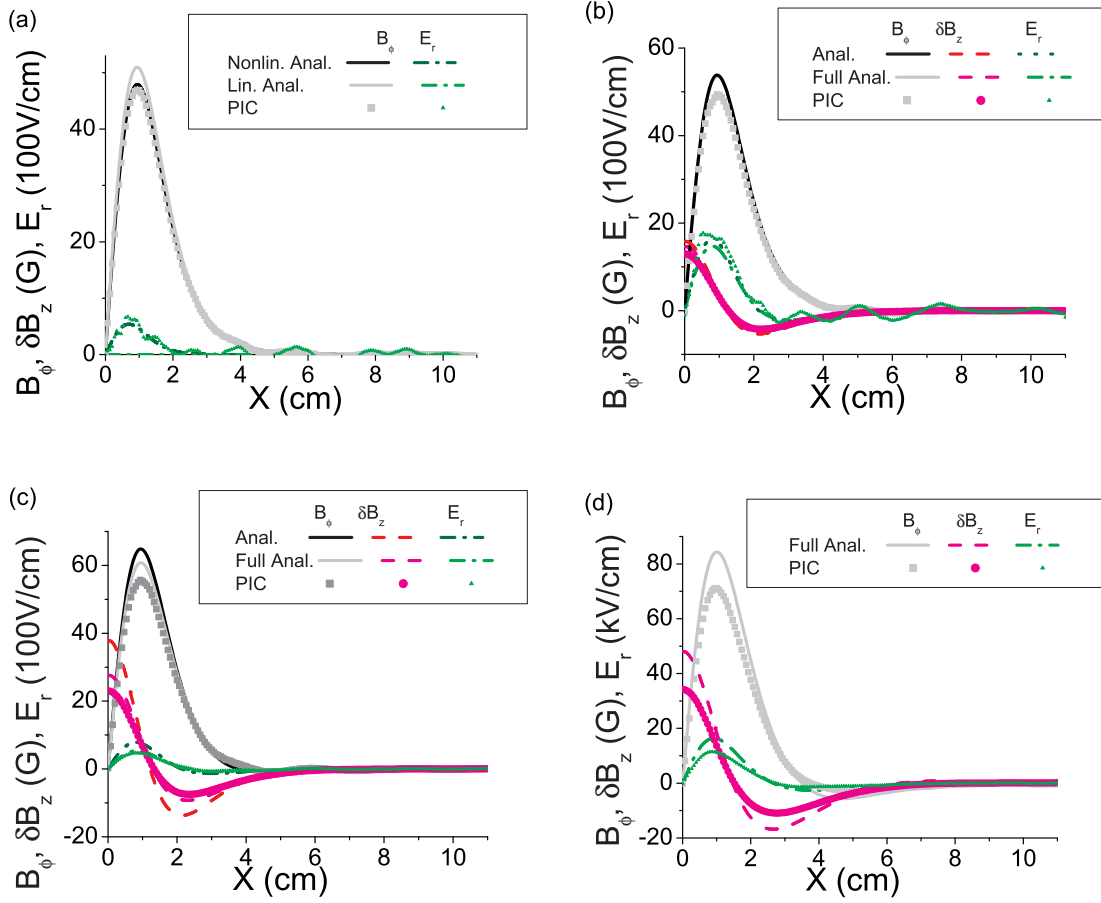 (a)
B_ϕ E_r
Nonlin. Anal.
Lin. Anal.
PIC
40
20
0
0 2 4 6 8 10
X (cm)
B_ϕ, δB_z (G), E_r (100V/cm)
(b)
B_ϕ δB_z E_r
Anal.
Full Anal.
PIC
60
40
20
0
-20
0 2 4 6 8 10
X (cm)
B_ϕ, δB_z (G), E_r (100V/cm)
(c)
B_ϕ δB_z E_r
Anal.
Full Anal.
PIC
60
40
20
0
-20
0 2 4 6 8 10
X (cm)
B_ϕ, δB_z (G), E_r (100V/cm)
(d)
B_ϕ δB_z E_r
Full Anal.
PIC
80
60
40
20
0
-20
0 2 4 6 8 10
X (cm)
B_ϕ, δB_z (G), E_r (kV/cm)